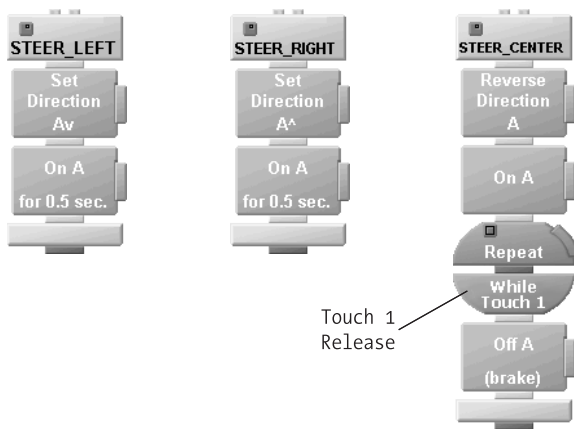 STEER_LEFT
Set
Direction
Av
On A
for 0.5 sec.
STEER_RIGHT
Set
Direction
A^
On A
for 0.5 sec.
STEER_CENTER
Reverse
Direction
A
On A
Repeat
While
Touch 1
Touch 1
Release
Off A
(brake)